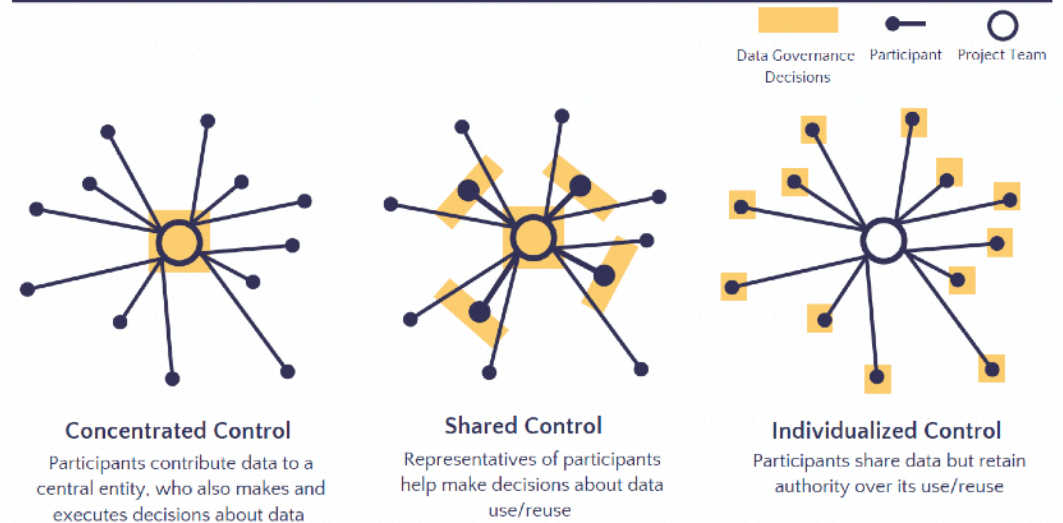 Data Governance
Decisions
Participant
Project Team
Concentrated Control
Participants contribute data to a
central entity, who also makes and
executes decisions about data
Shared Control
Representatives of participants
help make decisions about data
use/reuse
Individualized Control
Participants share data but retain
authority over its use/reuse